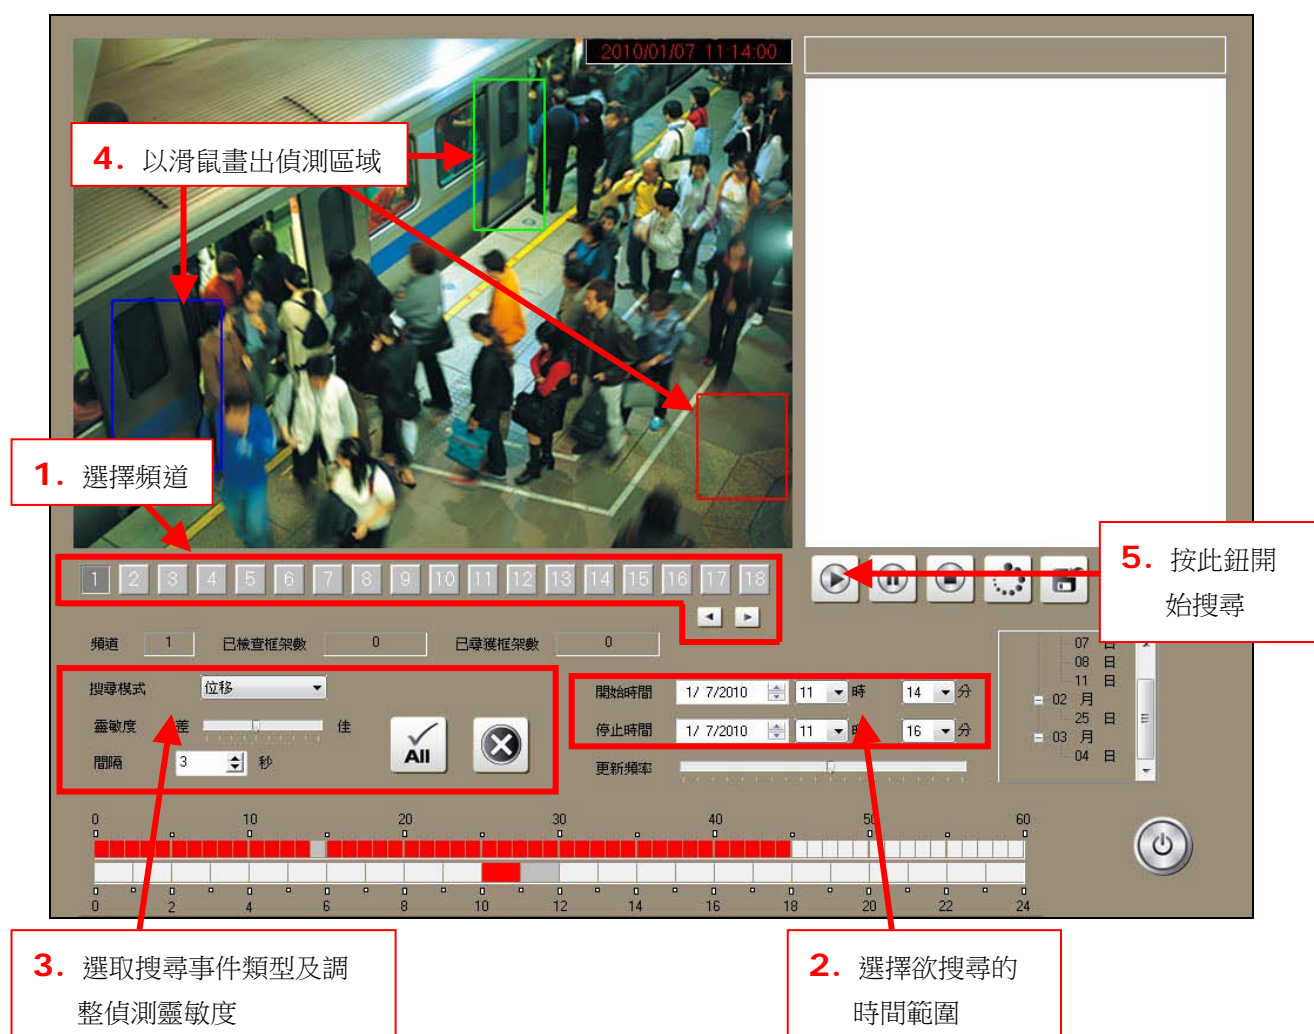 2010/01/07 11:14:00
4. 以滑鼠畫出偵測區域
1. 選擇頻道
5. 按此鈕開
始搜尋
1 2 3 4 5 6 7 8 9 10 11 12 13 14 15 16 17 18
頻道 1 已檢查框架數 0 已尋獲框架數 0
搜尋模式 位移
靈敏度 差 佳
間隔 3 秒
All
開始時間 1/ 7/2010 11 時 14 分
停止時間 1/ 7/2010 11 時 16 分
更新頻率
07 日
08 日
11 日
02 月
25 日
03 月
04 日
0 10 20 30 40 50 60
0 2 4 6 8 10 12 14 16 18 20 22 24
3. 選取搜尋事件類型及調
整偵測靈敏度
2. 選擇欲搜尋的
時間範圍